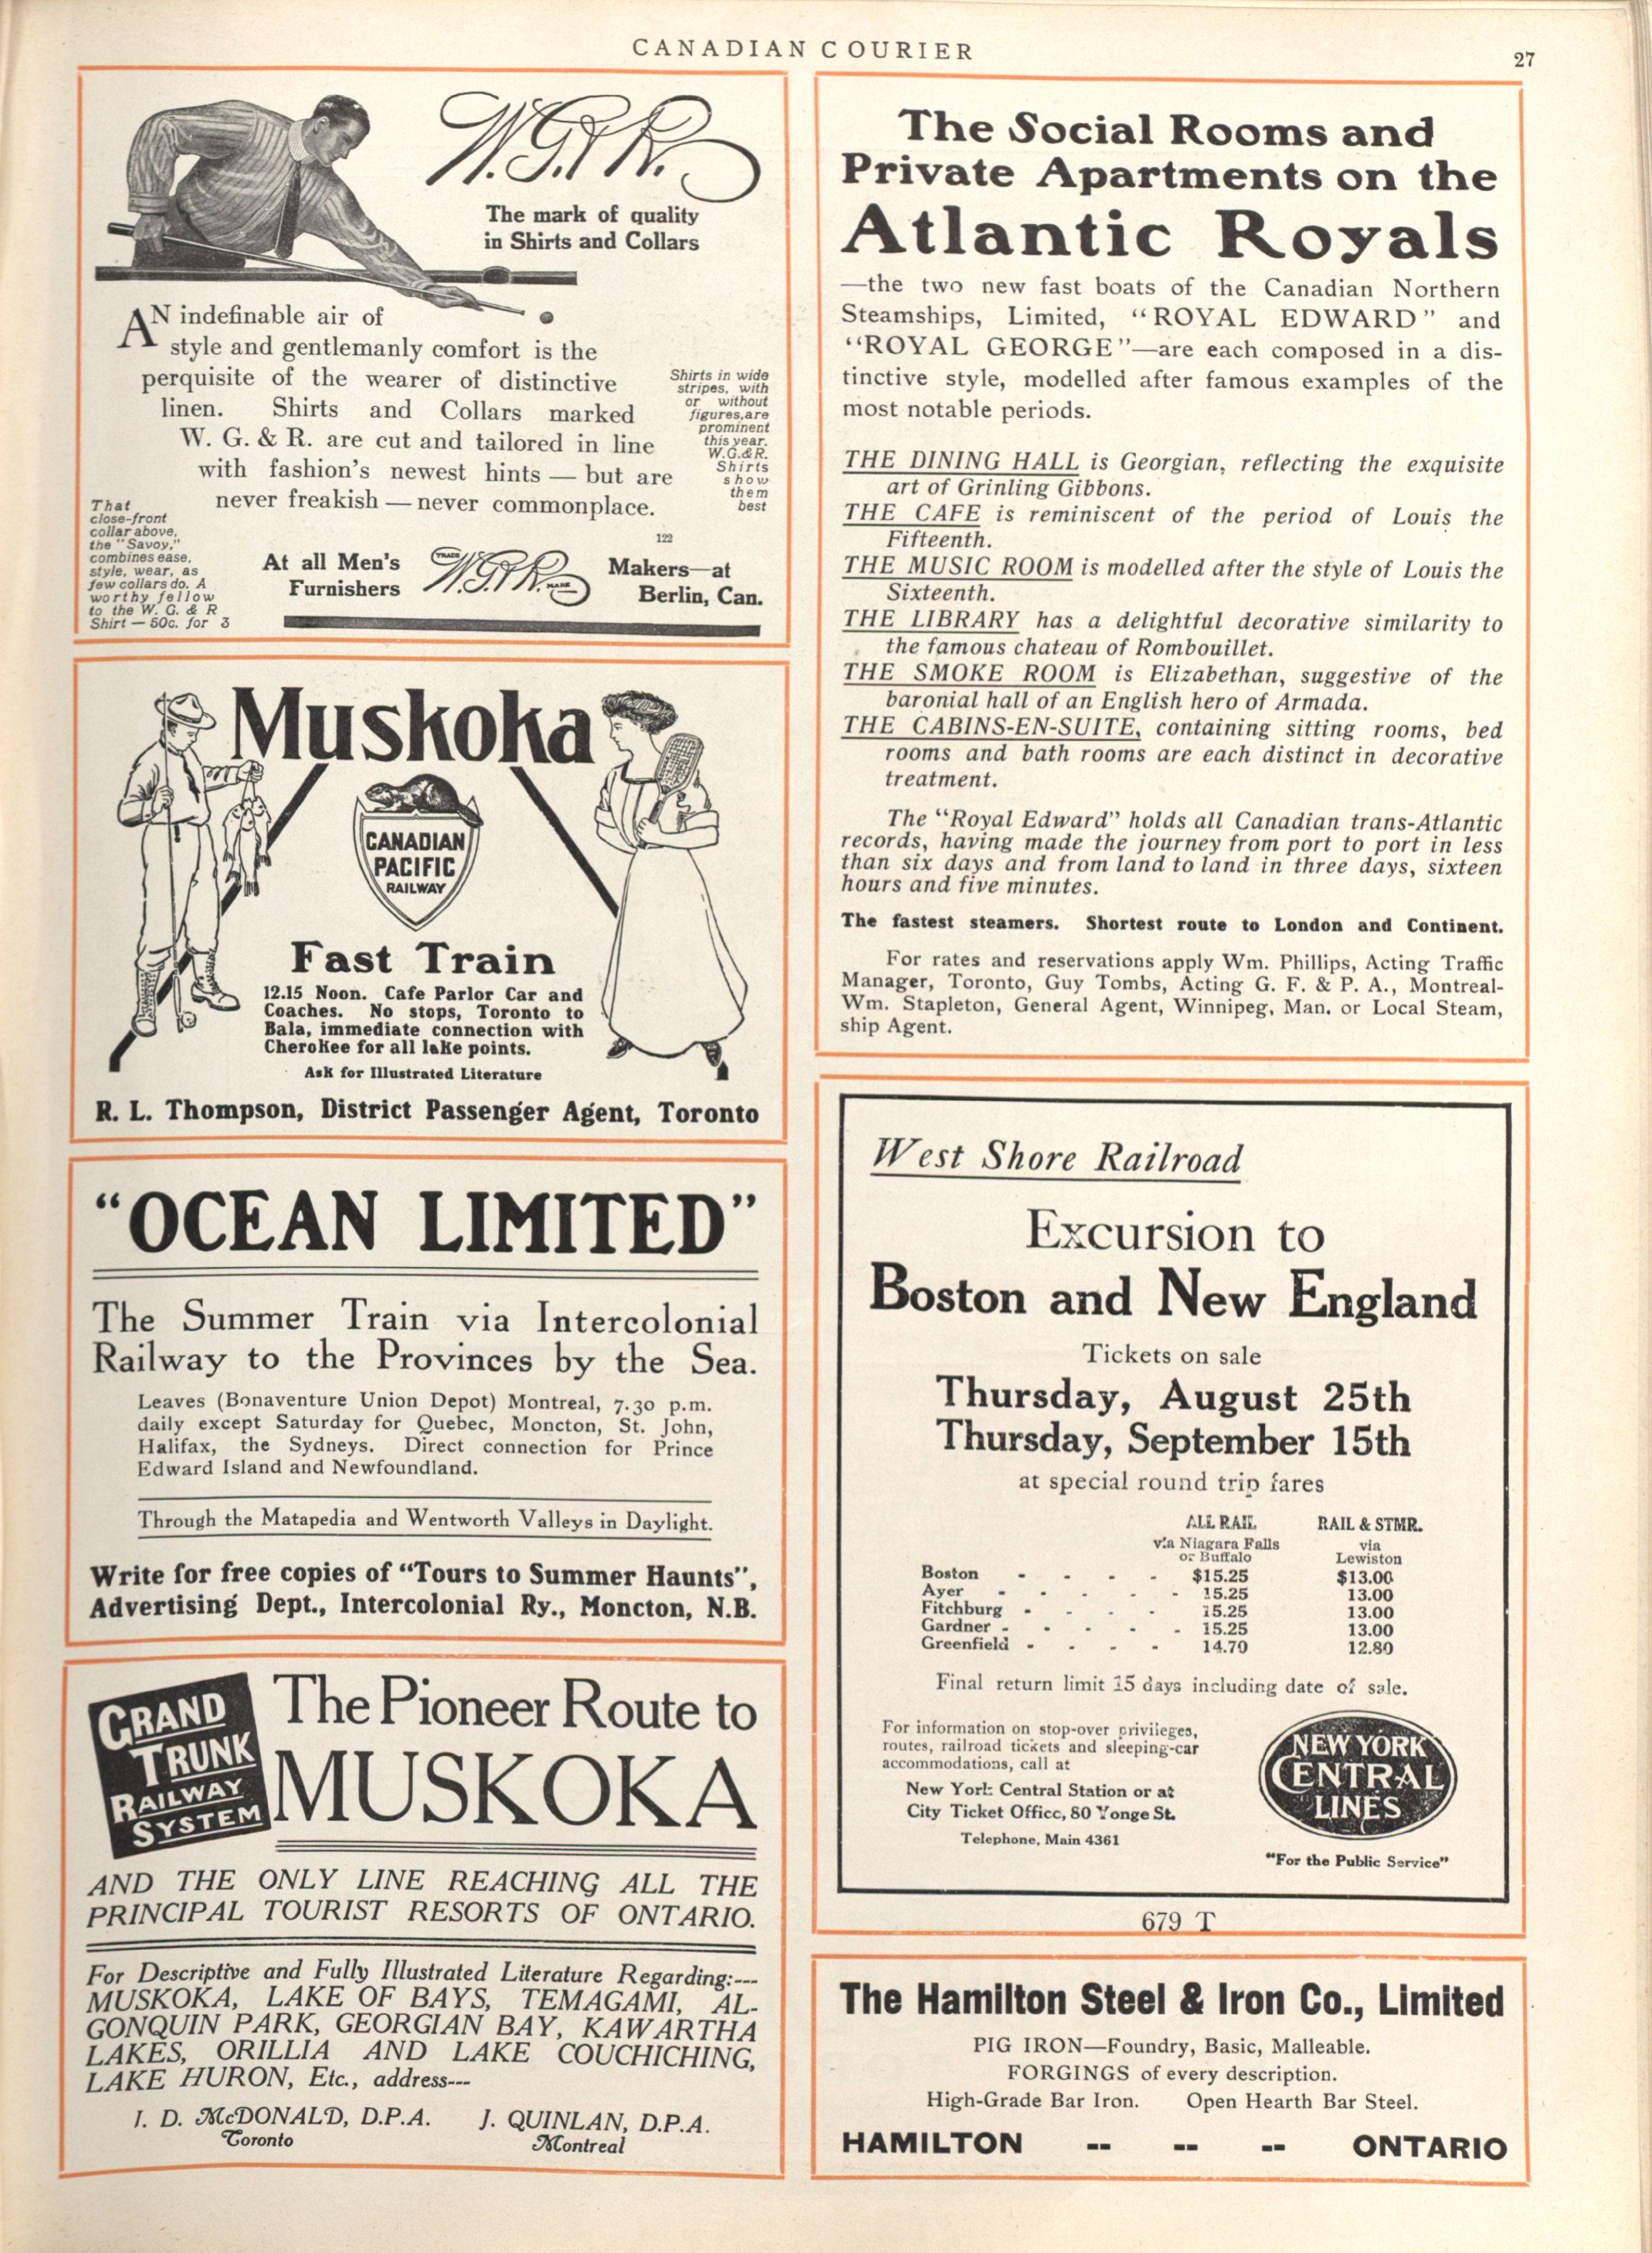 CANADIAN COURIER
27
W. G. & R.
The mark of quality
in Shirts and Collars
AN indefinable air of
style and gentlemanly comfort is the
perquisite of the wearer of distinctive
linen. Shirts and Collars marked
W. G. & R. are cut and tailored in line
with fashion's newest hints — but are
never freakish — never commonplace.
Shirts in wide
stripes, with
or without
figures, are
prominent
this year.
W.G.&R.
Shirts
show
them
best
That
close-front
collar above,
the "Savoy,"
combines ease,
style, wear, as
few collars do. A
worthy fellow
to the W. G. & R
Shirt — 50c. for 3
122
At all Men's
Furnishers
TRADE
W. G. & R.
MARK
Makers—at
Berlin, Can.
Muskoka
CANADIAN
PACIFIC
RAILWAY
Fast Train
12.15 Noon. Cafe Parlor Car and
Coaches. No stops, Toronto to
Bala, immediate connection with
Cherokee for all lake points.
Ask for Illustrated Literature
R. L. Thompson, District Passenger Agent, Toronto
"OCEAN LIMITED"
The Summer Train via Intercolonial
Railway to the Provinces by the Sea.
Leaves (Bonaventure Union Depot) Montreal, 7.30 p.m.
daily except Saturday for Quebec, Moncton, St. John,
Halifax, the Sydneys. Direct connection for Prince
Edward Island and Newfoundland.
Through the Matapedia and Wentworth Valleys in Daylight.
Write for free copies of "Tours to Summer Haunts",
Advertising Dept., Intercolonial Ry., Moncton, N.B.
GRAND
TRUNK
RAILWAY
SYSTEM
The Pioneer Route to
MUSKOKA
AND THE ONLY LINE REACHING ALL THE
PRINCIPAL TOURIST RESORTS OF ONTARIO.
For Descriptive and Fully Illustrated Literature Regarding:---
MUSKOKA, LAKE OF BAYS, TEMAGAMI, AL-
GONQUIN PARK, GEORGIAN BAY, KAWARTHA
LAKES, ORILLIA AND LAKE COUCHICHING,
LAKE HURON, Etc., address---
J. D. McDONALD, D.P.A. J. QUINLAN, D.P.A.
Toronto Montreal
The Social Rooms and
Private Apartments on the
Atlantic Royals
—the two new fast boats of the Canadian Northern
Steamships, Limited, "ROYAL EDWARD" and
"ROYAL GEORGE"—are each composed in a dis-
tinctive style, modelled after famous examples of the
most notable periods.
THE DINING HALL is Georgian, reflecting the exquisite
art of Grinling Gibbons.
THE CAFE is reminiscent of the period of Louis the
Fifteenth.
THE MUSIC ROOM is modelled after the style of Louis the
Sixteenth.
THE LIBRARY has a delightful decorative similarity to
the famous chateau of Rombouillet.
THE SMOKE ROOM is Elizabethan, suggestive of the
baronial hall of an English hero of Armada.
THE CABINS-EN-SUITE, containing sitting rooms, bed
rooms and bath rooms are each distinct in decorative
treatment.
The "Royal Edward" holds all Canadian trans-Atlantic
records, having made the journey from port to port in less
than six days and from land to land in three days, sixteen
hours and five minutes.
The fastest steamers. Shortest route to London and Continent.
For rates and reservations apply Wm. Phillips, Acting Traffic
Manager, Toronto, Guy Tombs, Acting G. F. & P. A., Montreal-
Wm. Stapleton, General Agent, Winnipeg, Man. or Local Steam,
ship Agent.
West Shore Railroad
Excursion to
Boston and New England
Tickets on sale
Thursday, August 25th
Thursday, September 15th
at special round trip fares
ALL RAIL RAIL & STMR.
via Niagara Falls via
or Buffalo Lewiston
Boston - - - - $15.25 $13.00
Ayer - - - - - 15.25 13.00
Fitchburg - - - - 15.25 13.00
Gardner - - - - - 15.25 13.00
Greenfield - - - - 14.70 12.80
Final return limit 15 days including date of sale.
For information on stop-over privileges,
routes, railroad tickets and sleeping-car
accommodations, call at
New York Central Station or at
City Ticket Office, 80 Yonge St.
Telephone, Main 4361
NEW YORK
CENTRAL
LINES
"For the Public Service"
679 T
The Hamilton Steel & Iron Co., Limited
PIG IRON—Foundry, Basic, Malleable.
FORGINGS of every description.
High-Grade Bar Iron. Open Hearth Bar Steel.
HAMILTON -- -- -- ONTARIO